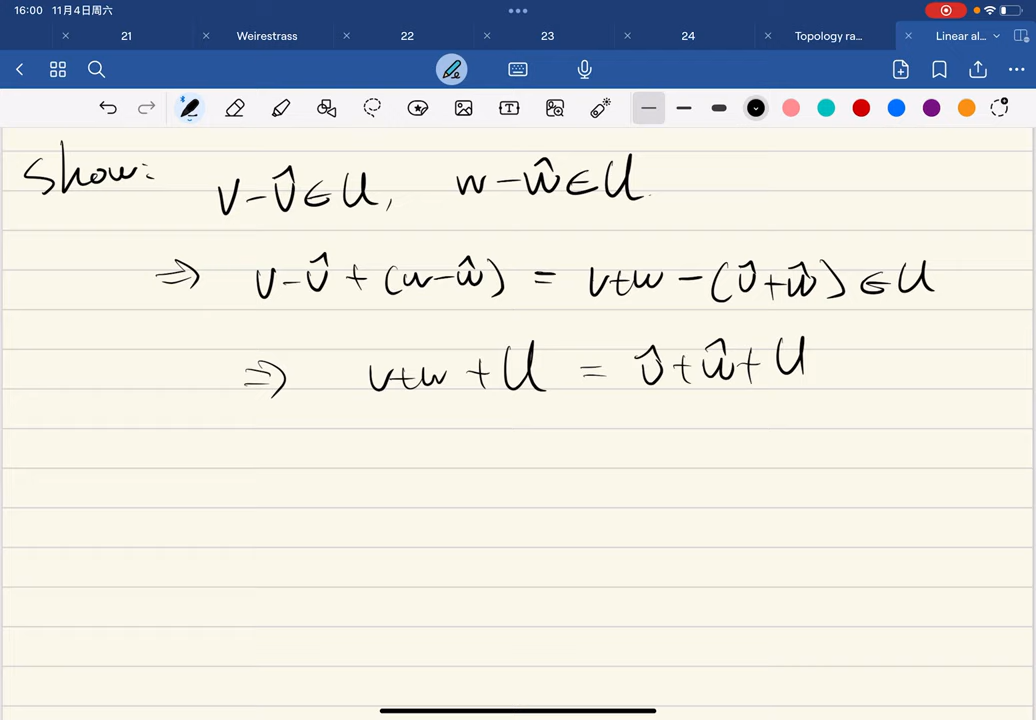 16:00 11月4日周六
21 Weirestrass 22 23 24 Topology ra... Linear al...
show:
v-v̂∈U, w-ŵ∈U.
⇒ v-v̂+(w-ŵ) = v+w-(v̂+ŵ)∈U
⇒ v+w+U = v̂+ŵ+U